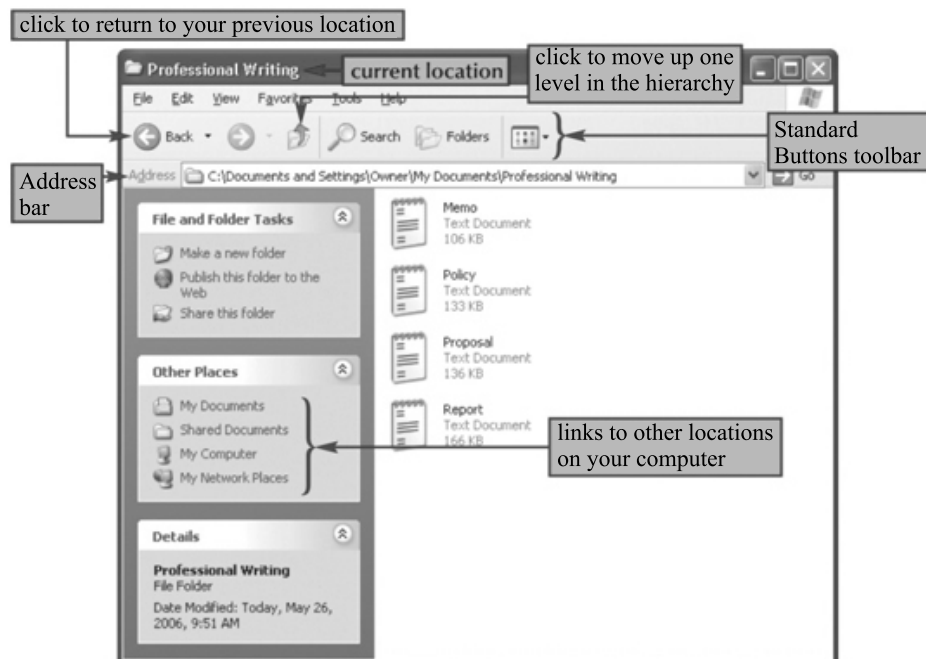 click to return to your previous location
Professional Writing
current location
click to move up one
level in the hierarchy
File Edit View Favorites Tools Help
Back
Search
Folders
Standard
Buttons toolbar
Address
bar
Address
C:\Documents and Settings\Owner\My Documents\Professional Writing
Go
File and Folder Tasks
Make a new folder
Publish this folder to the
Web
Share this folder
Other Places
My Documents
Shared Documents
My Computer
My Network Places
links to other locations
on your computer
Details
Professional Writing
File Folder
Date Modified: Today, May 26,
2006, 9:51 AM
Memo
Text Document
106 KB
Policy
Text Document
133 KB
Proposal
Text Document
136 KB
Report
Text Document
166 KB